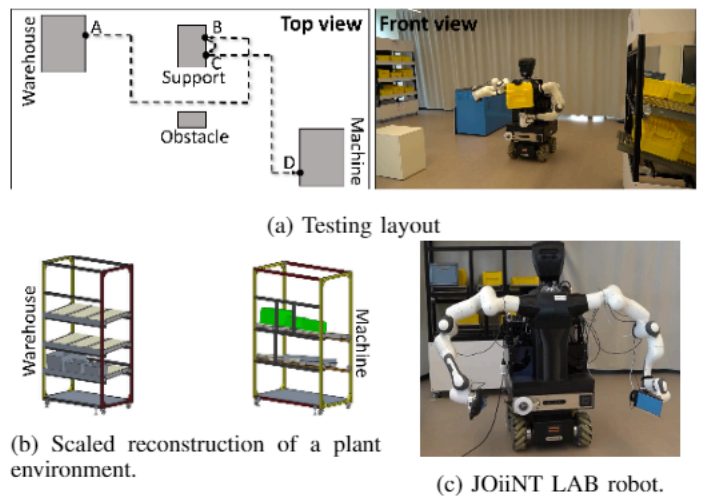 Top view
Front view
Warehouse
A
B
C
Support
Obstacle
D
Machine
(a) Testing layout
Warehouse
Machine
(b) Scaled reconstruction of a plant
environment.
(c) JOiiNT LAB robot.